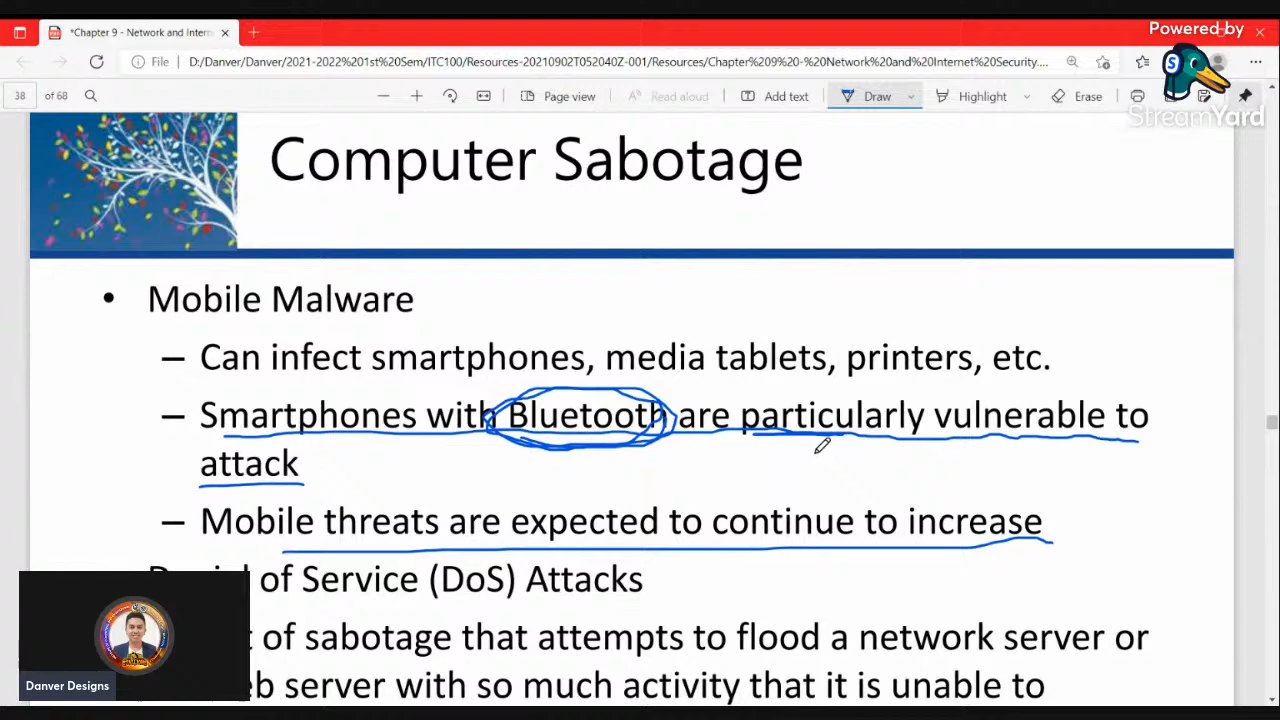 Powered by
*Chapter 9 - Network and Intern
File D:/Danver/Danver/2021-2022%201st%20Sem/ITC100/Resources-20210902T052040Z-001/Resources/Chapter%209%20-%20Network%20and%20Internet%20Security....
38 of 68 Page view Read aloud Add text Draw Highlight Erase
StreamYard
Computer Sabotage
• Mobile Malware
– Can infect smartphones, media tablets, printers, etc.
– Smartphones with Bluetooth are particularly vulnerable to
attack
– Mobile threats are expected to continue to increase
of Service (DoS) Attacks
of sabotage that attempts to flood a network server or
server with so much activity that it is unable to
Danver Designs